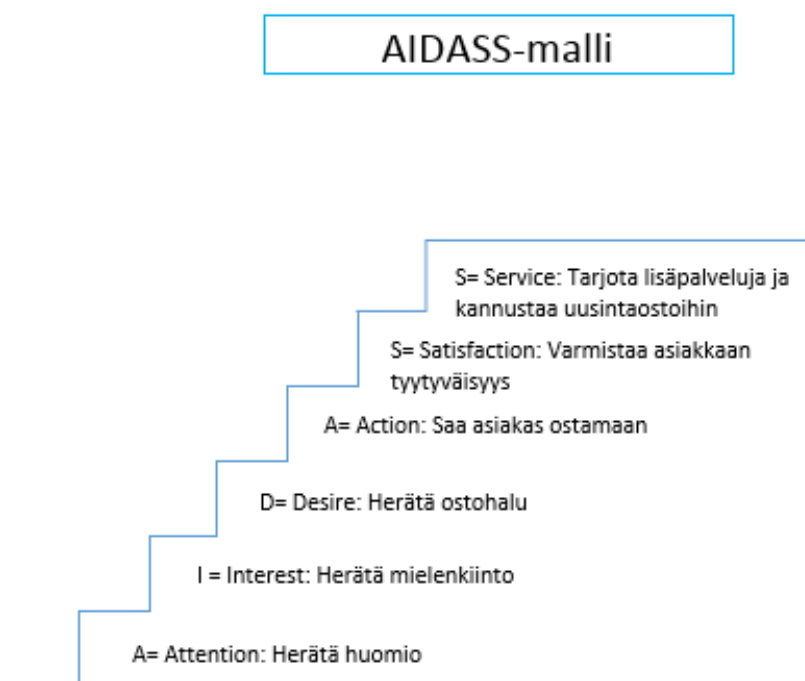 AIDASS-malli
S= Service: Tarjota lisäpalveluja ja
kannustaa uusintaostoihin
S= Satisfaction: Varmistaa asiakkaan
tyytyväisyys
A= Action: Saa asiakas ostamaan
D= Desire: Herätä ostohalu
I = Interest: Herätä mielenkiinto
A= Attention: Herätä huomio